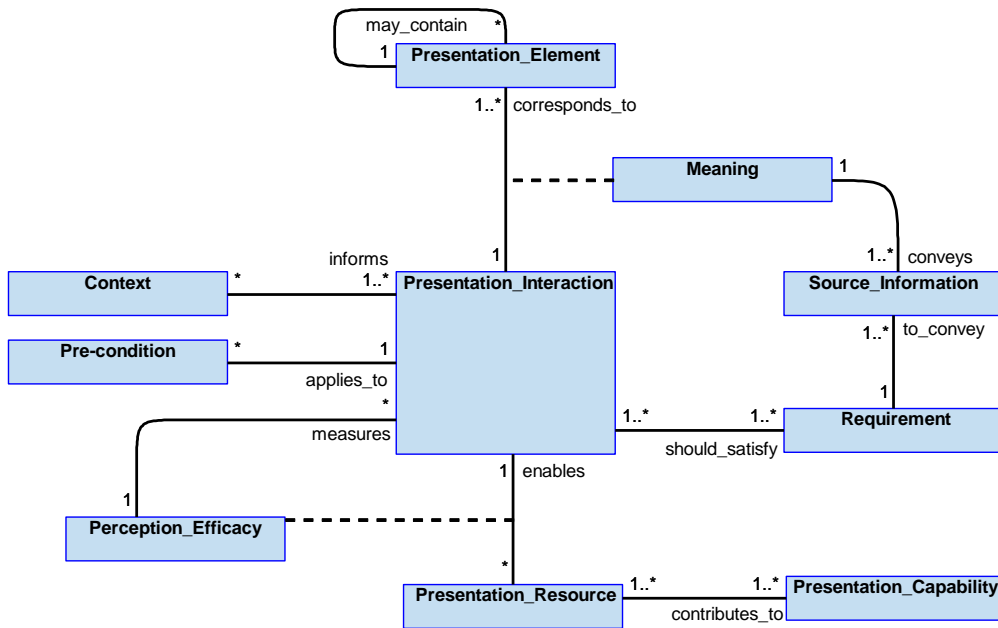 may_contain
*
1
Presentation_Element
1..*
corresponds_to
Meaning
1
1
informs
1..*
conveys
Context
*
1..*
Presentation_Interaction
Source_Information
Pre-condition
*
1
1..*
to_convey
applies_to
*
measures
1
1..*
1..*
Requirement
should_satisfy
1
enables
1
Perception_Efficacy
*
Presentation_Resource
1..*
1..*
Presentation_Capability
contributes_to